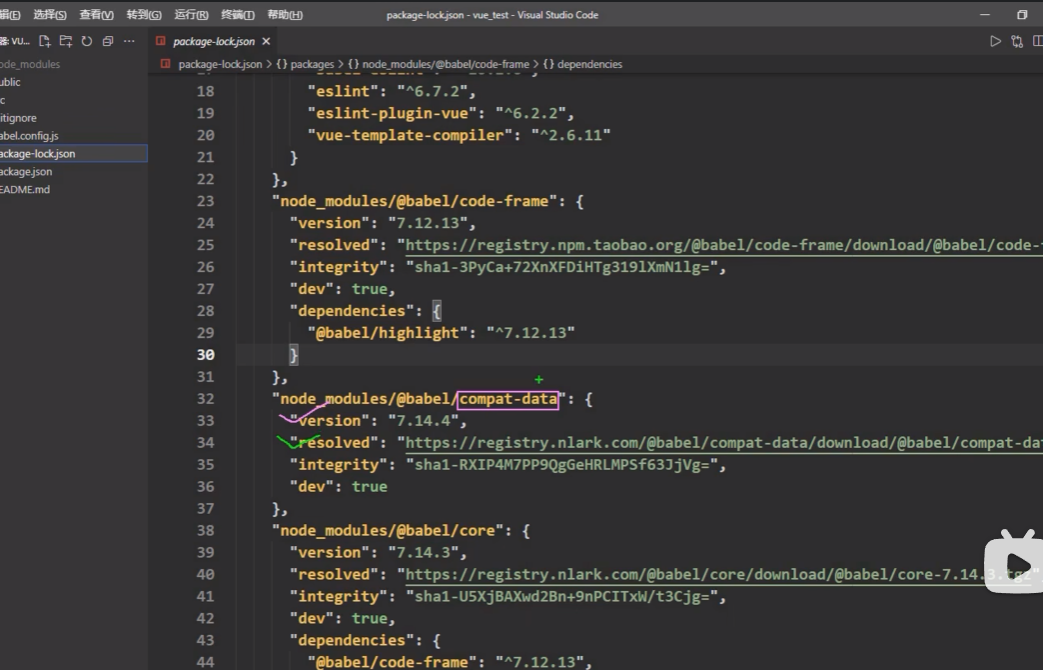 选择(S) 查看(V) 转到(G) 运行(R) 终端(T) 帮助(H) package-lock.json - vue_test - Visual Studio Code
package-lock.json
package-lock.json > {} packages > {} node_modules/@babel/code-frame > {} dependencies
ode_modules
ublic
itignore
abel.config.js
ackage-lock.json
ackage.json
EADME.md
18 "eslint": "^6.7.2",
19 "eslint-plugin-vue": "^6.2.2",
20 "vue-template-compiler": "^2.6.11"
21 }
22 },
23 "node_modules/@babel/code-frame": {
24 "version": "7.12.13",
25 "resolved": "https://registry.npm.taobao.org/@babel/code-frame/download/@babel/code-
26 "integrity": "sha1-3PyCa+72XnXFDiHTg319lXmN1lg=",
27 "dev": true,
28 "dependencies": {
29 "@babel/highlight": "^7.12.13"
30 }
31 },
32 "node_modules/@babel/compat-data": {
33 "version": "7.14.4",
34 "resolved": "https://registry.nlark.com/@babel/compat-data/download/@babel/compat-da
35 "integrity": "sha1-RXIP4M7PP9QgGeHRLMPSf63JjVg=",
36 "dev": true
37 },
38 "node_modules/@babel/core": {
39 "version": "7.14.3",
40 "resolved": "https://registry.nlark.com/@babel/core/download/@babel/core-7.14.3.tgz",
41 "integrity": "sha1-U5XjBAXwd2Bn+9nPCITxW/t3Cjg=",
42 "dev": true,
43 "dependencies": {
44 "@babel/code-frame": "^7.12.13",